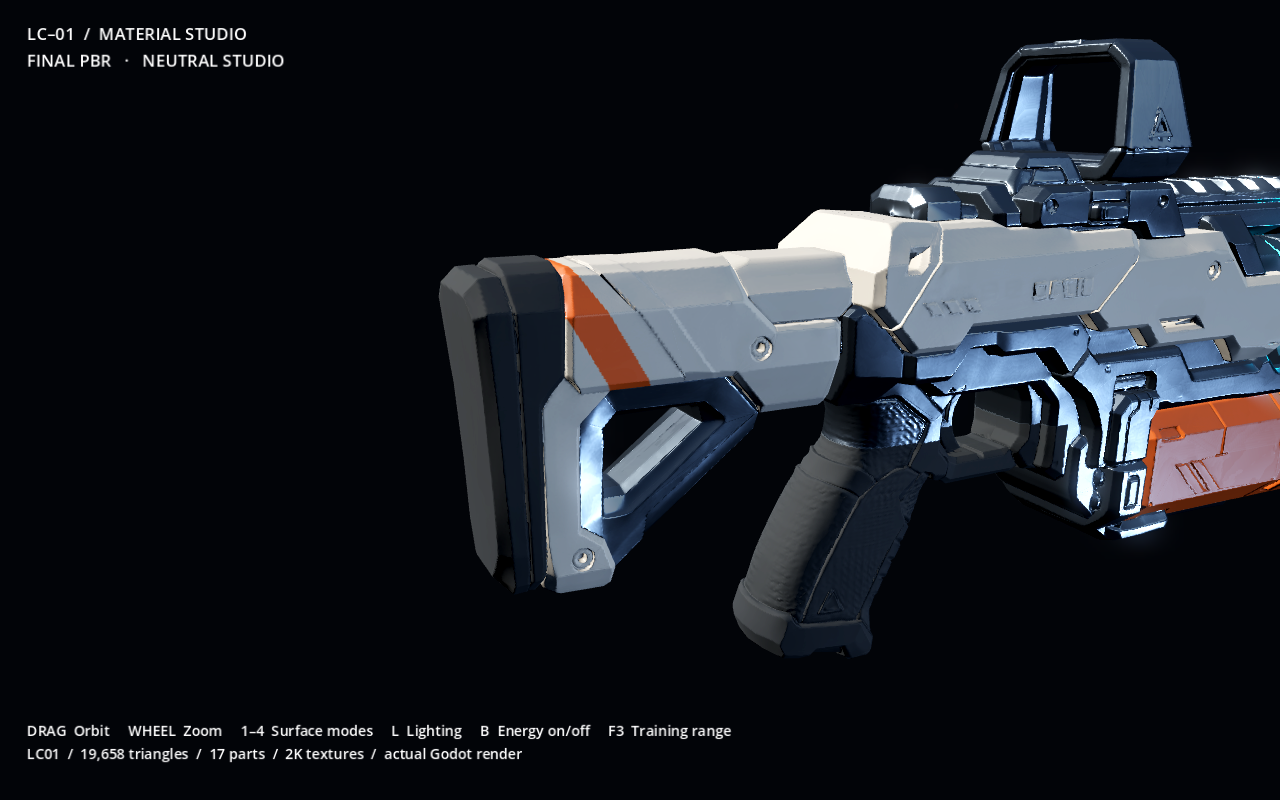 LC–01 / MATERIAL STUDIO
FINAL PBR · NEUTRAL STUDIO
DRAG Orbit WHEEL Zoom 1–4 Surface modes L Lighting B Energy on/off F3 Training range
LC01 / 19,658 triangles / 17 parts / 2K textures / actual Godot render